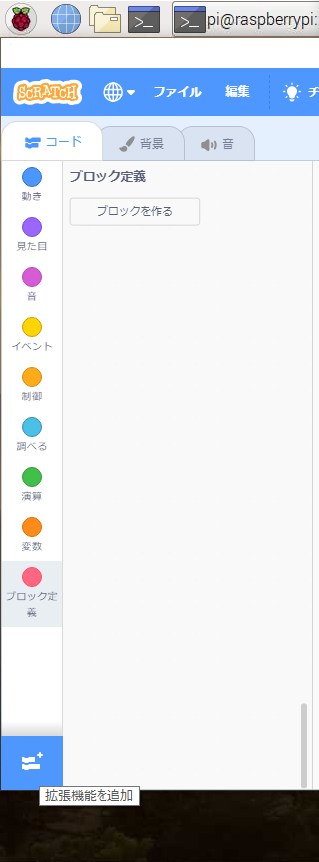 pi@raspberrypi:
SCRATCH
ファイル
編集
チ
コード
背景
音
ブロック定義
ブロックを作る
動き
見た目
音
イベント
制御
調べる
演算
変数
ブロック定
義
拡張機能を追加